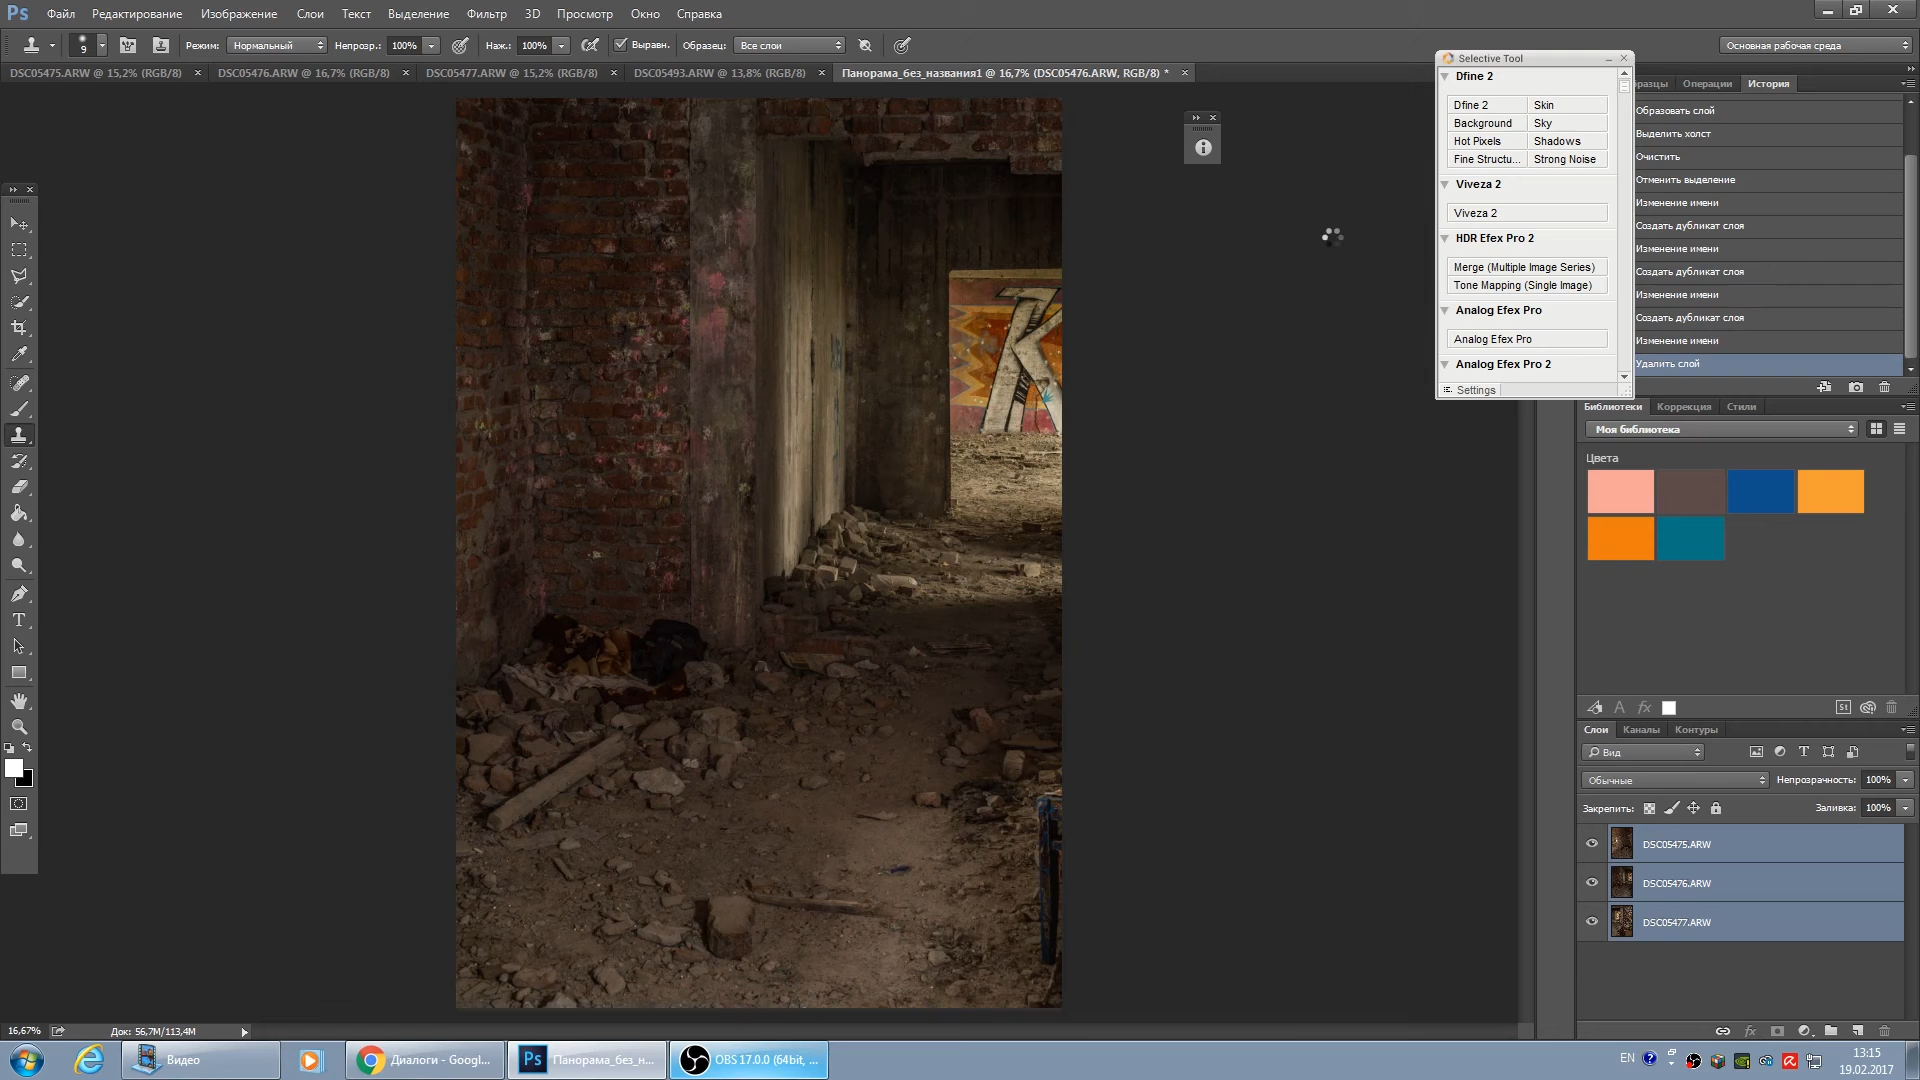 Ps Файл Редактирование Изображение Слои Текст Выделение Фильтр 3D Просмотр Окно Справка
9 Режим: Нормальный Непрозр.: 100% Наж.: 100% Выравн. Образец: Все слои Основная рабочая среда
DSC05475.ARW @ 15,2% (RGB/8) × DSC05476.ARW @ 16,7% (RGB/8) × DSC05477.ARW @ 15,2% (RGB/8) × DSC05493.ARW @ 13,8% (RGB/8) × Панорама_без_названия1 @ 16,7% (DSC05476.ARW, RGB/8) * ×
Selective Tool
Dfine 2
Dfine 2 Skin
Background Sky
Hot Pixels Shadows
Fine Structu... Strong Noise
Viveza 2
Viveza 2
HDR Efex Pro 2
Merge (Multiple Image Series)
Tone Mapping (Single Image)
Analog Efex Pro
Analog Efex Pro
Analog Efex Pro 2
Settings
разцы Операции История
Образовать слой
Выделить холст
Очистить
Отменить выделение
Изменение имени
Создать дубликат слоя
Изменение имени
Создать дубликат слоя
Изменение имени
Создать дубликат слоя
Изменение имени
Удалить слой
Библиотеки Коррекция Стили
Моя библиотека
Цвета
St
Слои Каналы Контуры
Вид
Обычные Непрозрачность: 100%
Закрепить: Заливка: 100%
DSC05475.ARW
DSC05476.ARW
DSC05477.ARW
16,67% Док: 56,7M/113,4M
Видео Диалоги - Googl... Ps Панорама_без_н... OBS 17.0.0 (64bit, ...
EN 13:15
19.02.2017